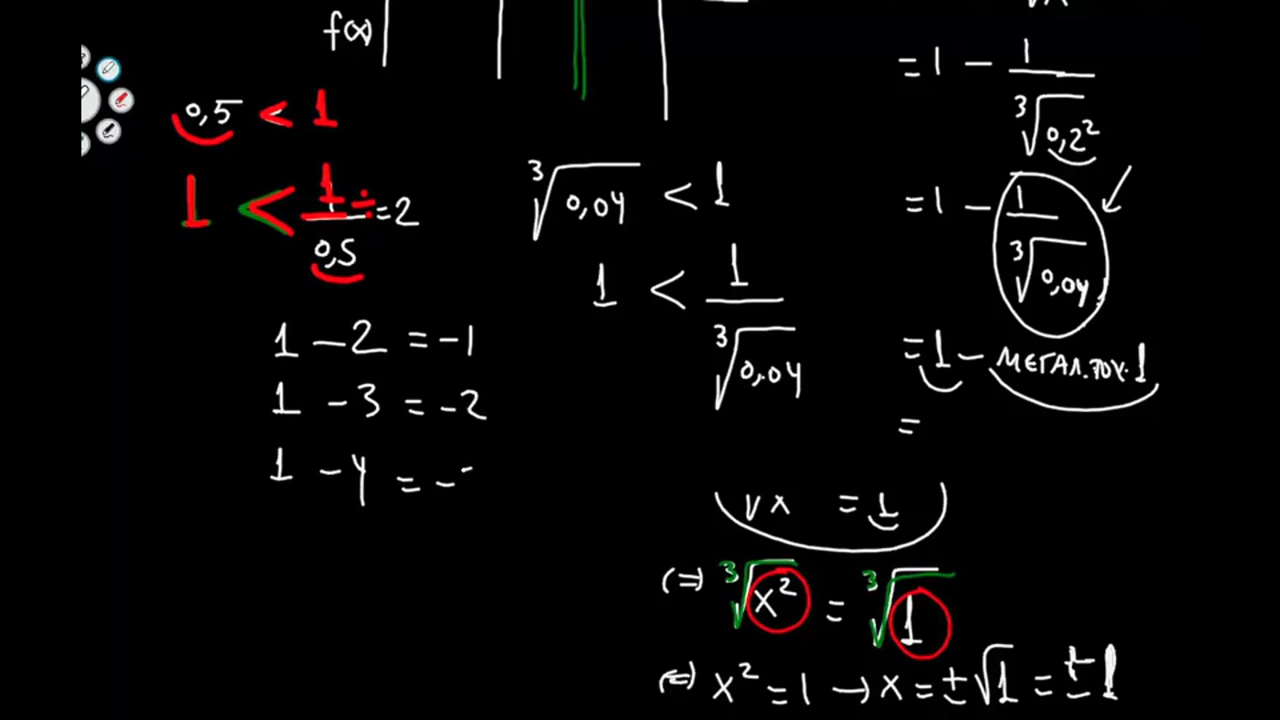 f(x)
0,5 < 1
1 < 1/0,5 = 2
1 - 2 = -1
1 - 3 = -2
1 - 4 = -
∛0,04 < 1
1 < 1/∛0,04
= 1 - 1/∛0,2²
= 1 - 1/∛0,04
= 1 - ΜΕΓΑΛ.ΤΟΥ.1
=
√x = 1
(=) ∛x² = ∛1
(=) x² = 1 → x = ±√1 = ±1